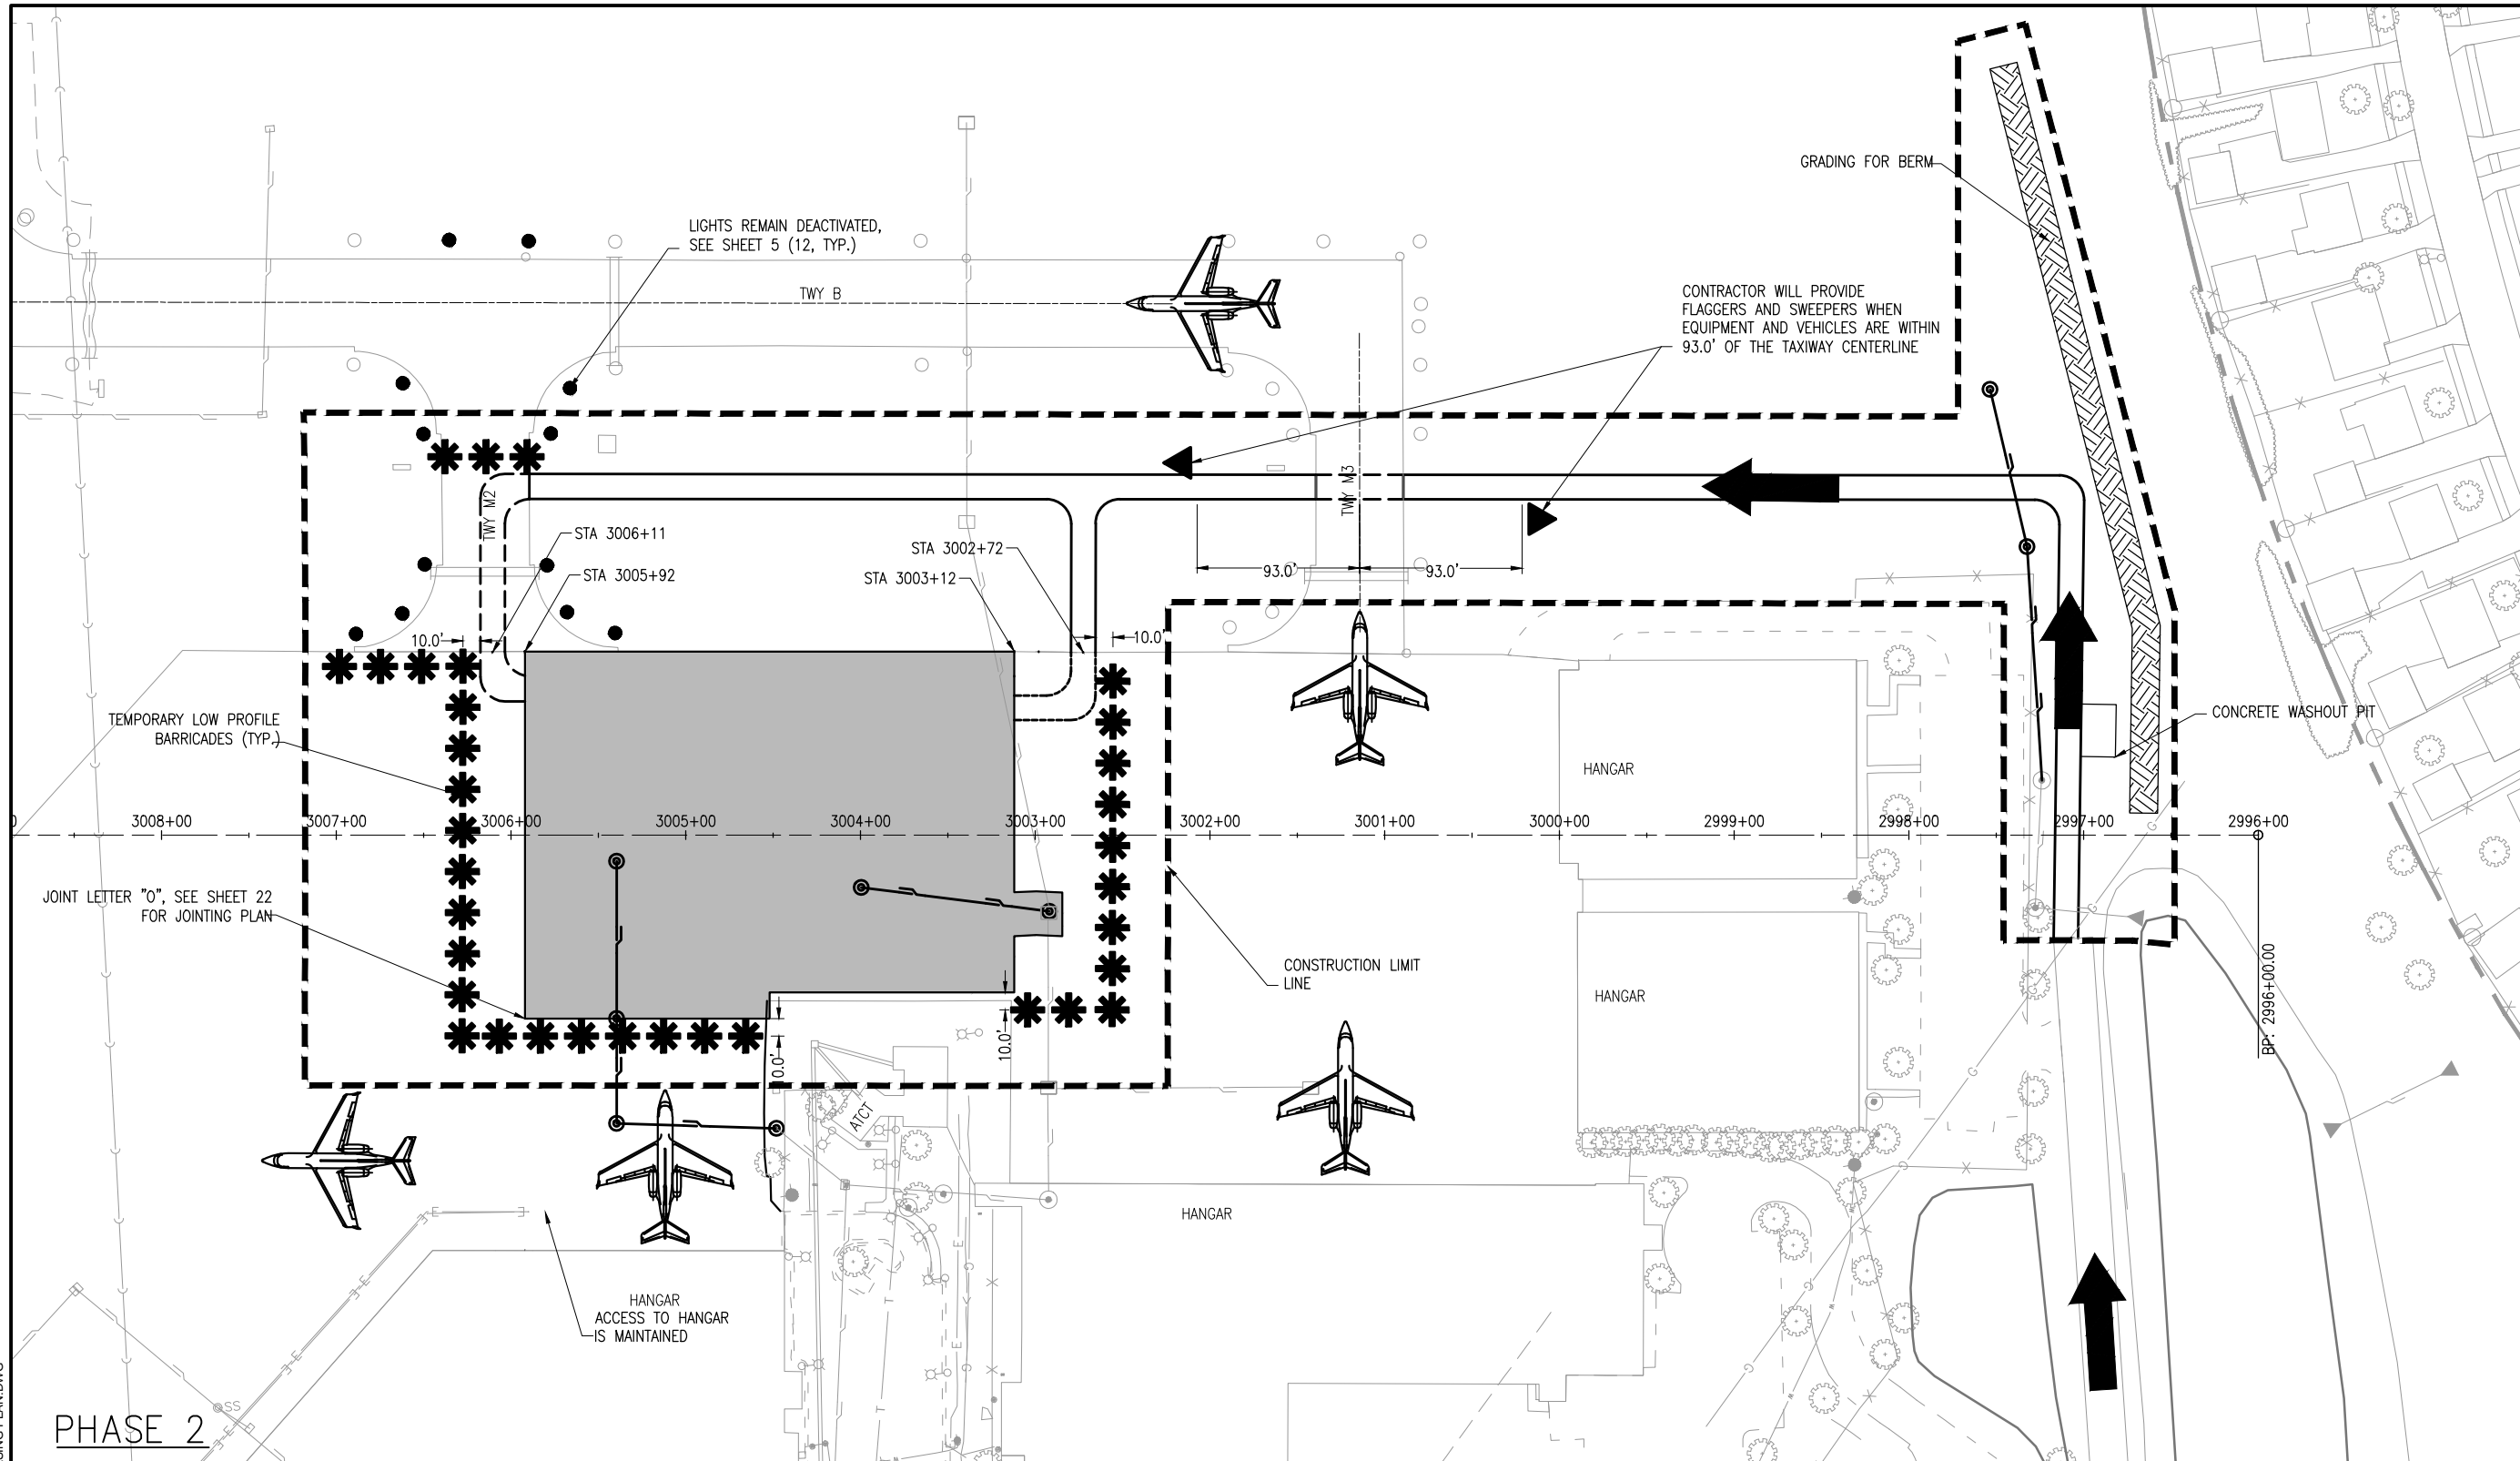 GRADING FOR BERM
LIGHTS REMAIN DEACTIVATED,
SEE SHEET 5 (12, TYP.)
TWY B
CONTRACTOR WILL PROVIDE
FLAGGERS AND SWEEPERS WHEN
EQUIPMENT AND VEHICLES ARE WITHIN
93.0' OF THE TAXIWAY CENTERLINE
TWY M2
TWY M3
STA 3006+11
STA 3005+92
STA 3002+72
STA 3003+12
93.0'
93.0'
10.0'
10.0'
TEMPORARY LOW PROFILE
BARRICADES (TYP.)
CONCRETE WASHOUT PIT
HANGAR
3008+00
3007+00
3006+00
3005+00
3004+00
3003+00
3002+00
3001+00
3000+00
2999+00
2998+00
2997+00
2996+00
JOINT LETTER "O", SEE SHEET 22
FOR JOINTING PLAN
CONSTRUCTION LIMIT
LINE
HANGAR
BP: 2996+00.00
10.0'
10.0'
ATCT
HANGAR
HANGAR
ACCESS TO HANGAR
IS MAINTAINED
SS
PHASE 2